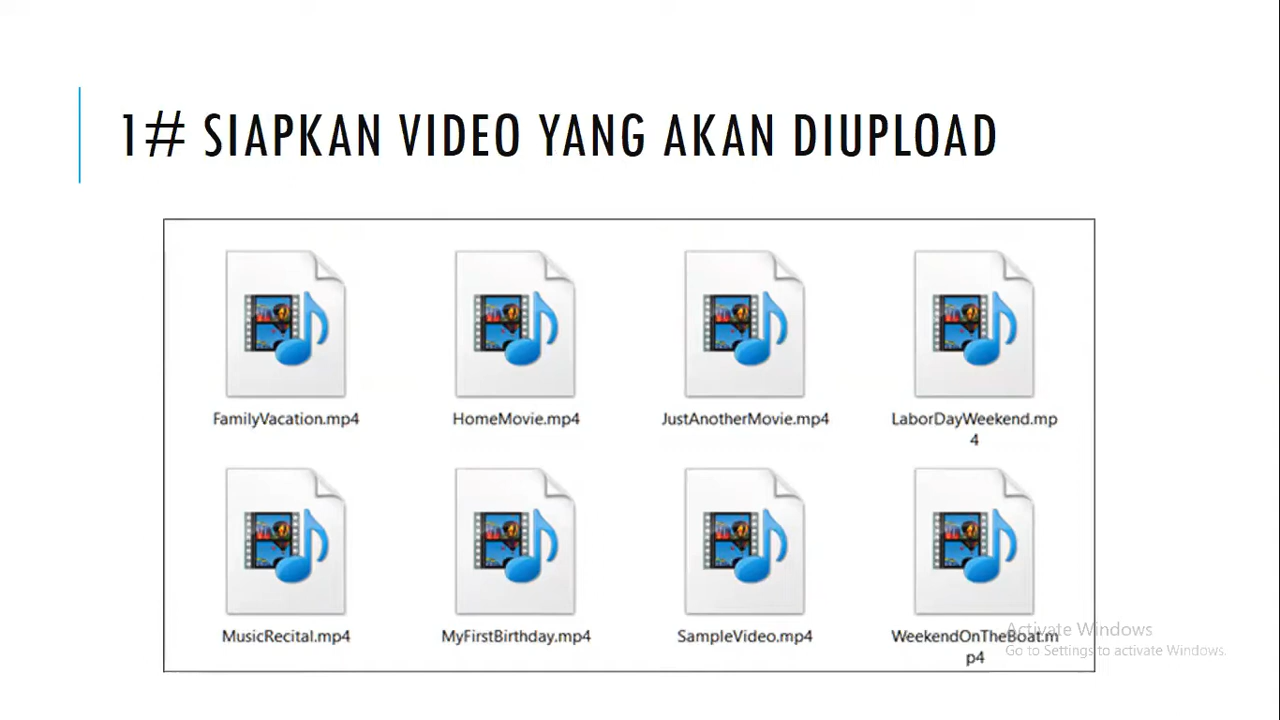 1# SIAPKAN VIDEO YANG AKAN DIUPLOAD
FamilyVacation.mp4
HomeMovie.mp4
JustAnotherMovie.mp4
LaborDayWeekend.mp
4
MusicRecital.mp4
MyFirstBirthday.mp4
SampleVideo.mp4
WeekendOnTheBoat.m
p4
Activate Windows
Go to Settings to activate Windows.